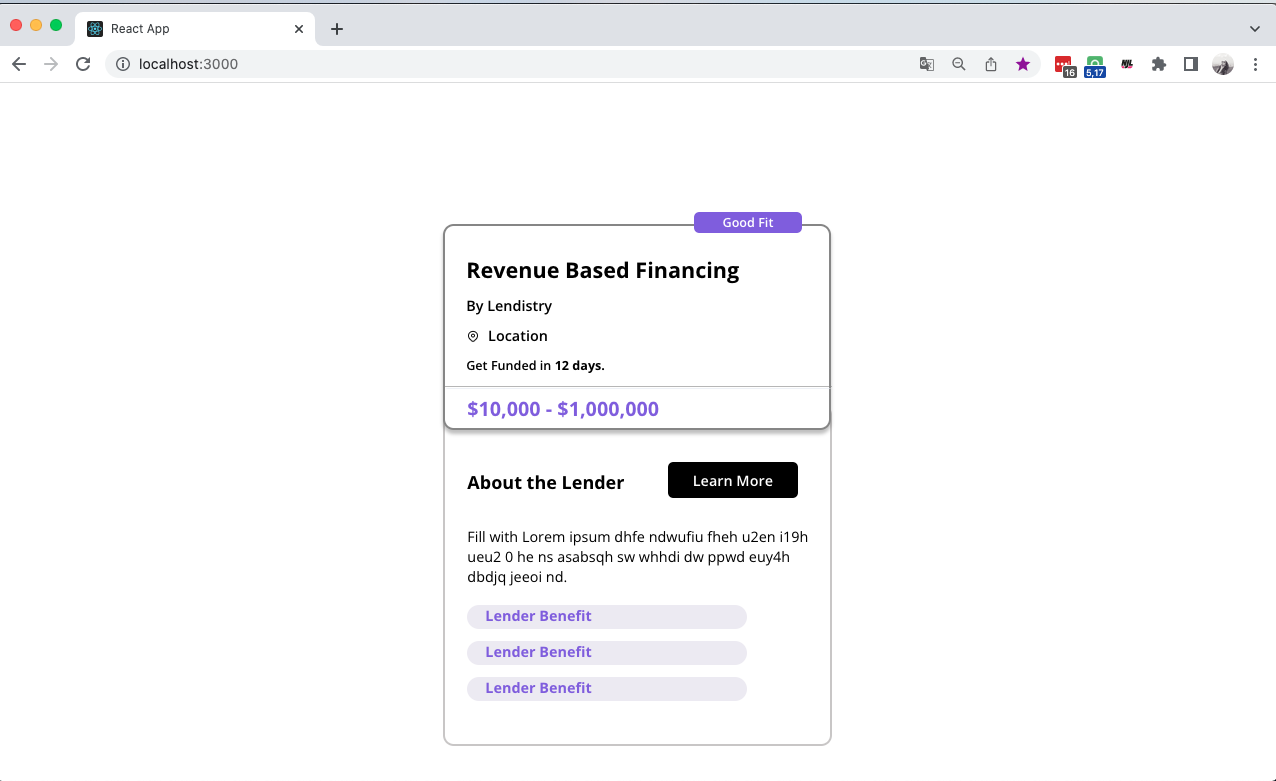 React App
localhost:3000
16
5,17
NJL
Good Fit
Revenue Based Financing
By Lendistry
Location
Get Funded in 12 days.
$10,000 - $1,000,000
About the Lender
Learn More
Fill with Lorem ipsum dhfe ndwufiu fheh u2en i19h
ueu2 0 he ns asabsqh sw whhdi dw ppwd euy4h
dbdjq jeeoi nd.
Lender Benefit
Lender Benefit
Lender Benefit